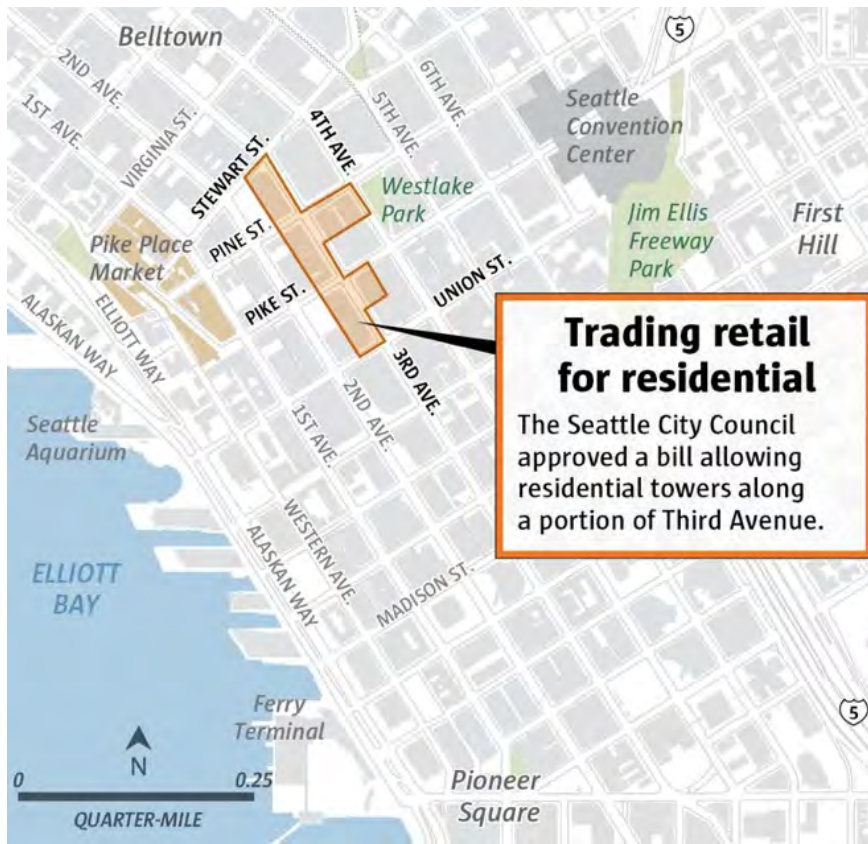 Belltown
5
2ND AVE.
6TH AVE.
1ST AVE.
5TH AVE.
Seattle
Convention
Center
VIRGINIA ST.
4TH AVE.
STEWART ST.
Westlake
Park
PINE ST.
Pike Place
Market
Jim Ellis
Freeway
Park
First
Hill
UNION ST.
PIKE ST.
ALASKAN WAY
ELLIOTT WAY
3RD AVE.
2ND AVE.
1ST AVE.
Trading retail
for residential
The Seattle City Council
approved a bill allowing
residential towers along
a portion of Third Avenue.
Seattle
Aquarium
WESTERN AVE.
ALASKAN WAY
MADISON ST.
ELLIOTT
BAY
Ferry
Terminal
5
N
0
0.25
QUARTER-MILE
Pioneer
Square